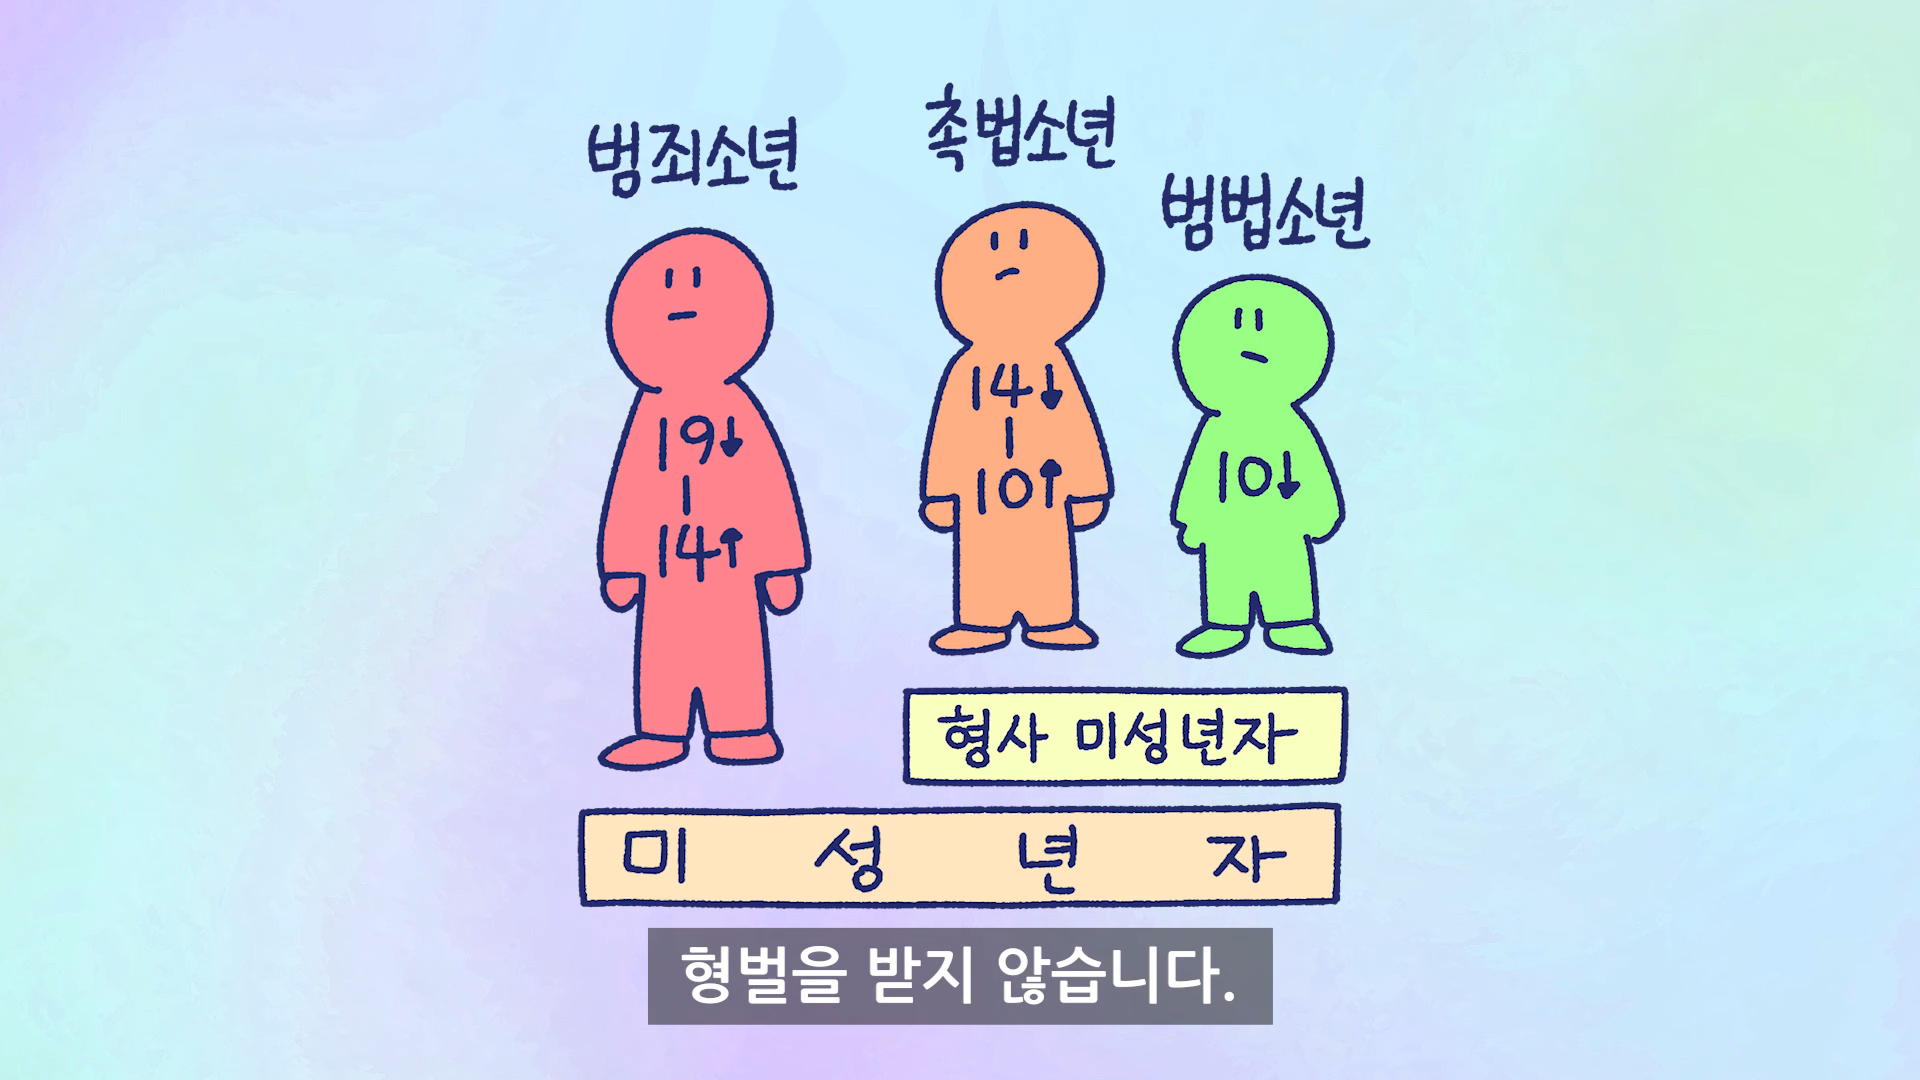 범죄소년
촉법소년
범법소년
19↓
|
14↑
14↓
|
10↑
10↓
형사 미성년자
미 성 년 자
형벌을 받지 않습니다.